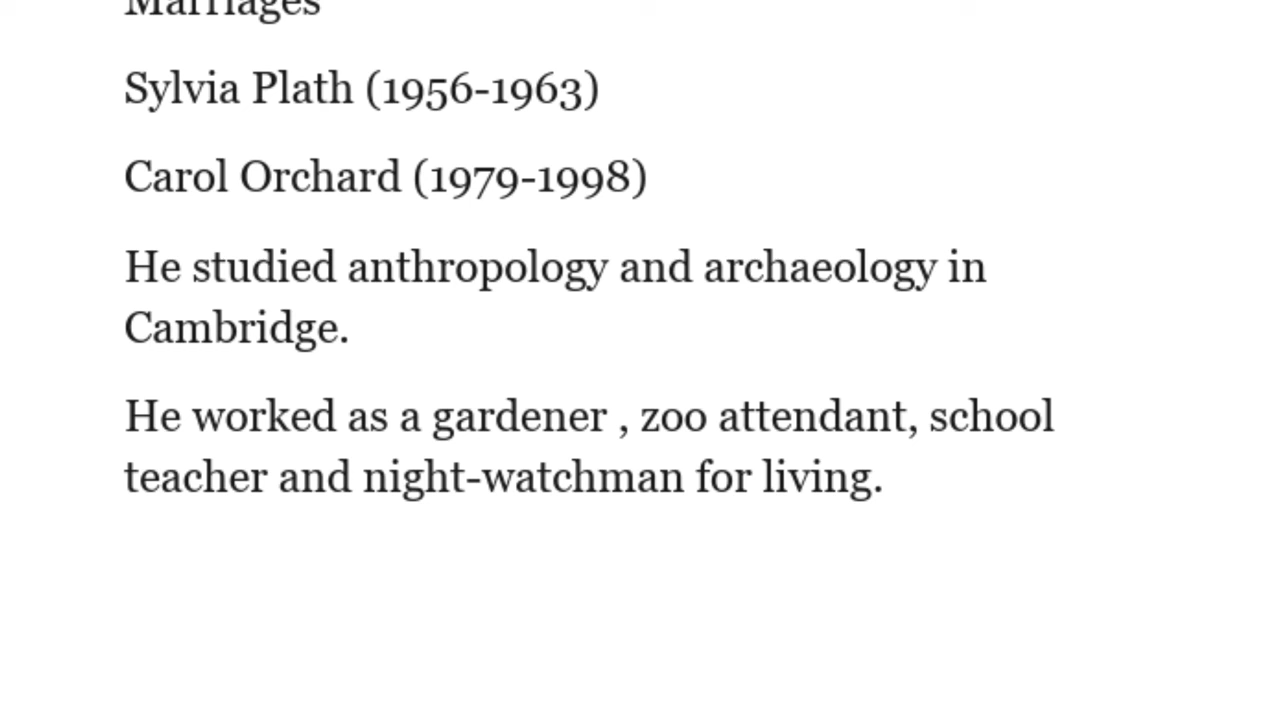 Marriages
Sylvia Plath (1956-1963)
Carol Orchard (1979-1998)
He studied anthropology and archaeology in
Cambridge.
He worked as a gardener , zoo attendant, school
teacher and night-watchman for living.